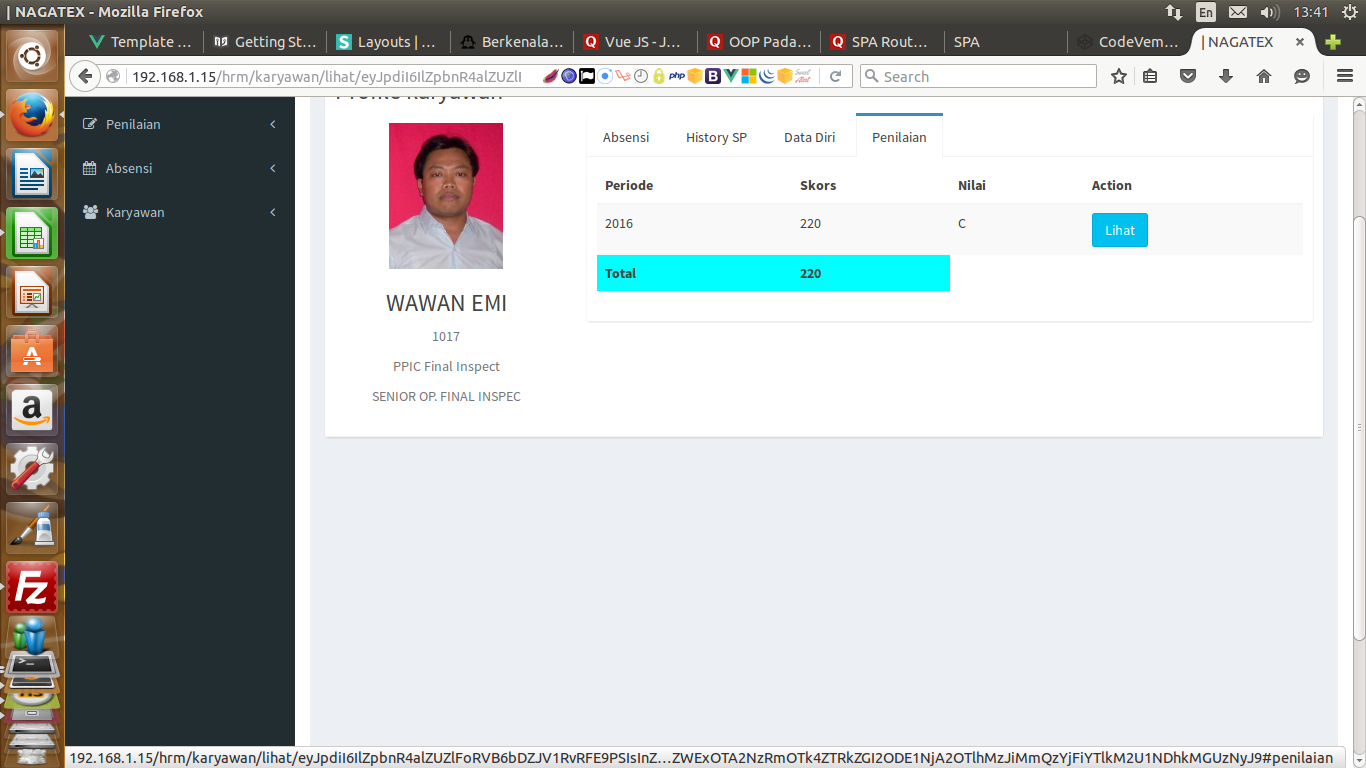 | NAGATEX - Mozilla Firefox
En
13:41
Template ...
Getting St...
Layouts | ...
Berkenala...
Vue JS - J...
OOP Pada...
SPA Rout...
SPA
CodeVem...
| NAGATEX
192.168.1.15/hrm/karyawan/lihat/eyJpdiI6IlZpbnR4alZUZlI
php
Search
Profile Karyawan
Penilaian
Absensi
Karyawan
WAWAN EMI
1017
PPIC Final Inspect
SENIOR OP. FINAL INSPEC
Absensi History SP Data Diri Penilaian
Periode Skors Nilai Action
2016 220 C Lihat
Total 220
192.168.1.15/hrm/karyawan/lihat/eyJpdiI6IlZpbnR4alZUZlFoRVB6bDZJV1RvRFE9PSIsInZ...ZWExOTA2NzRmOTk4ZTRkZGI2ODE1NjA2OTlhMzJiMmQzYjFiYTlkM2U1NDhkMGUzNyJ9#penilaian